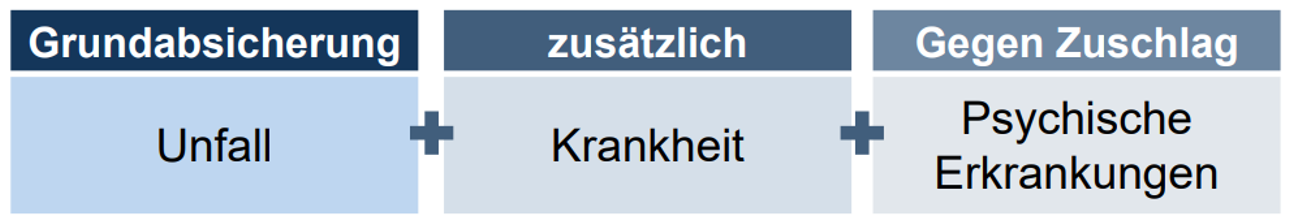 Grundabsicherung
Unfall
+
zusätzlich
Krankheit
+
Gegen Zuschlag
Psychische
Erkrankungen